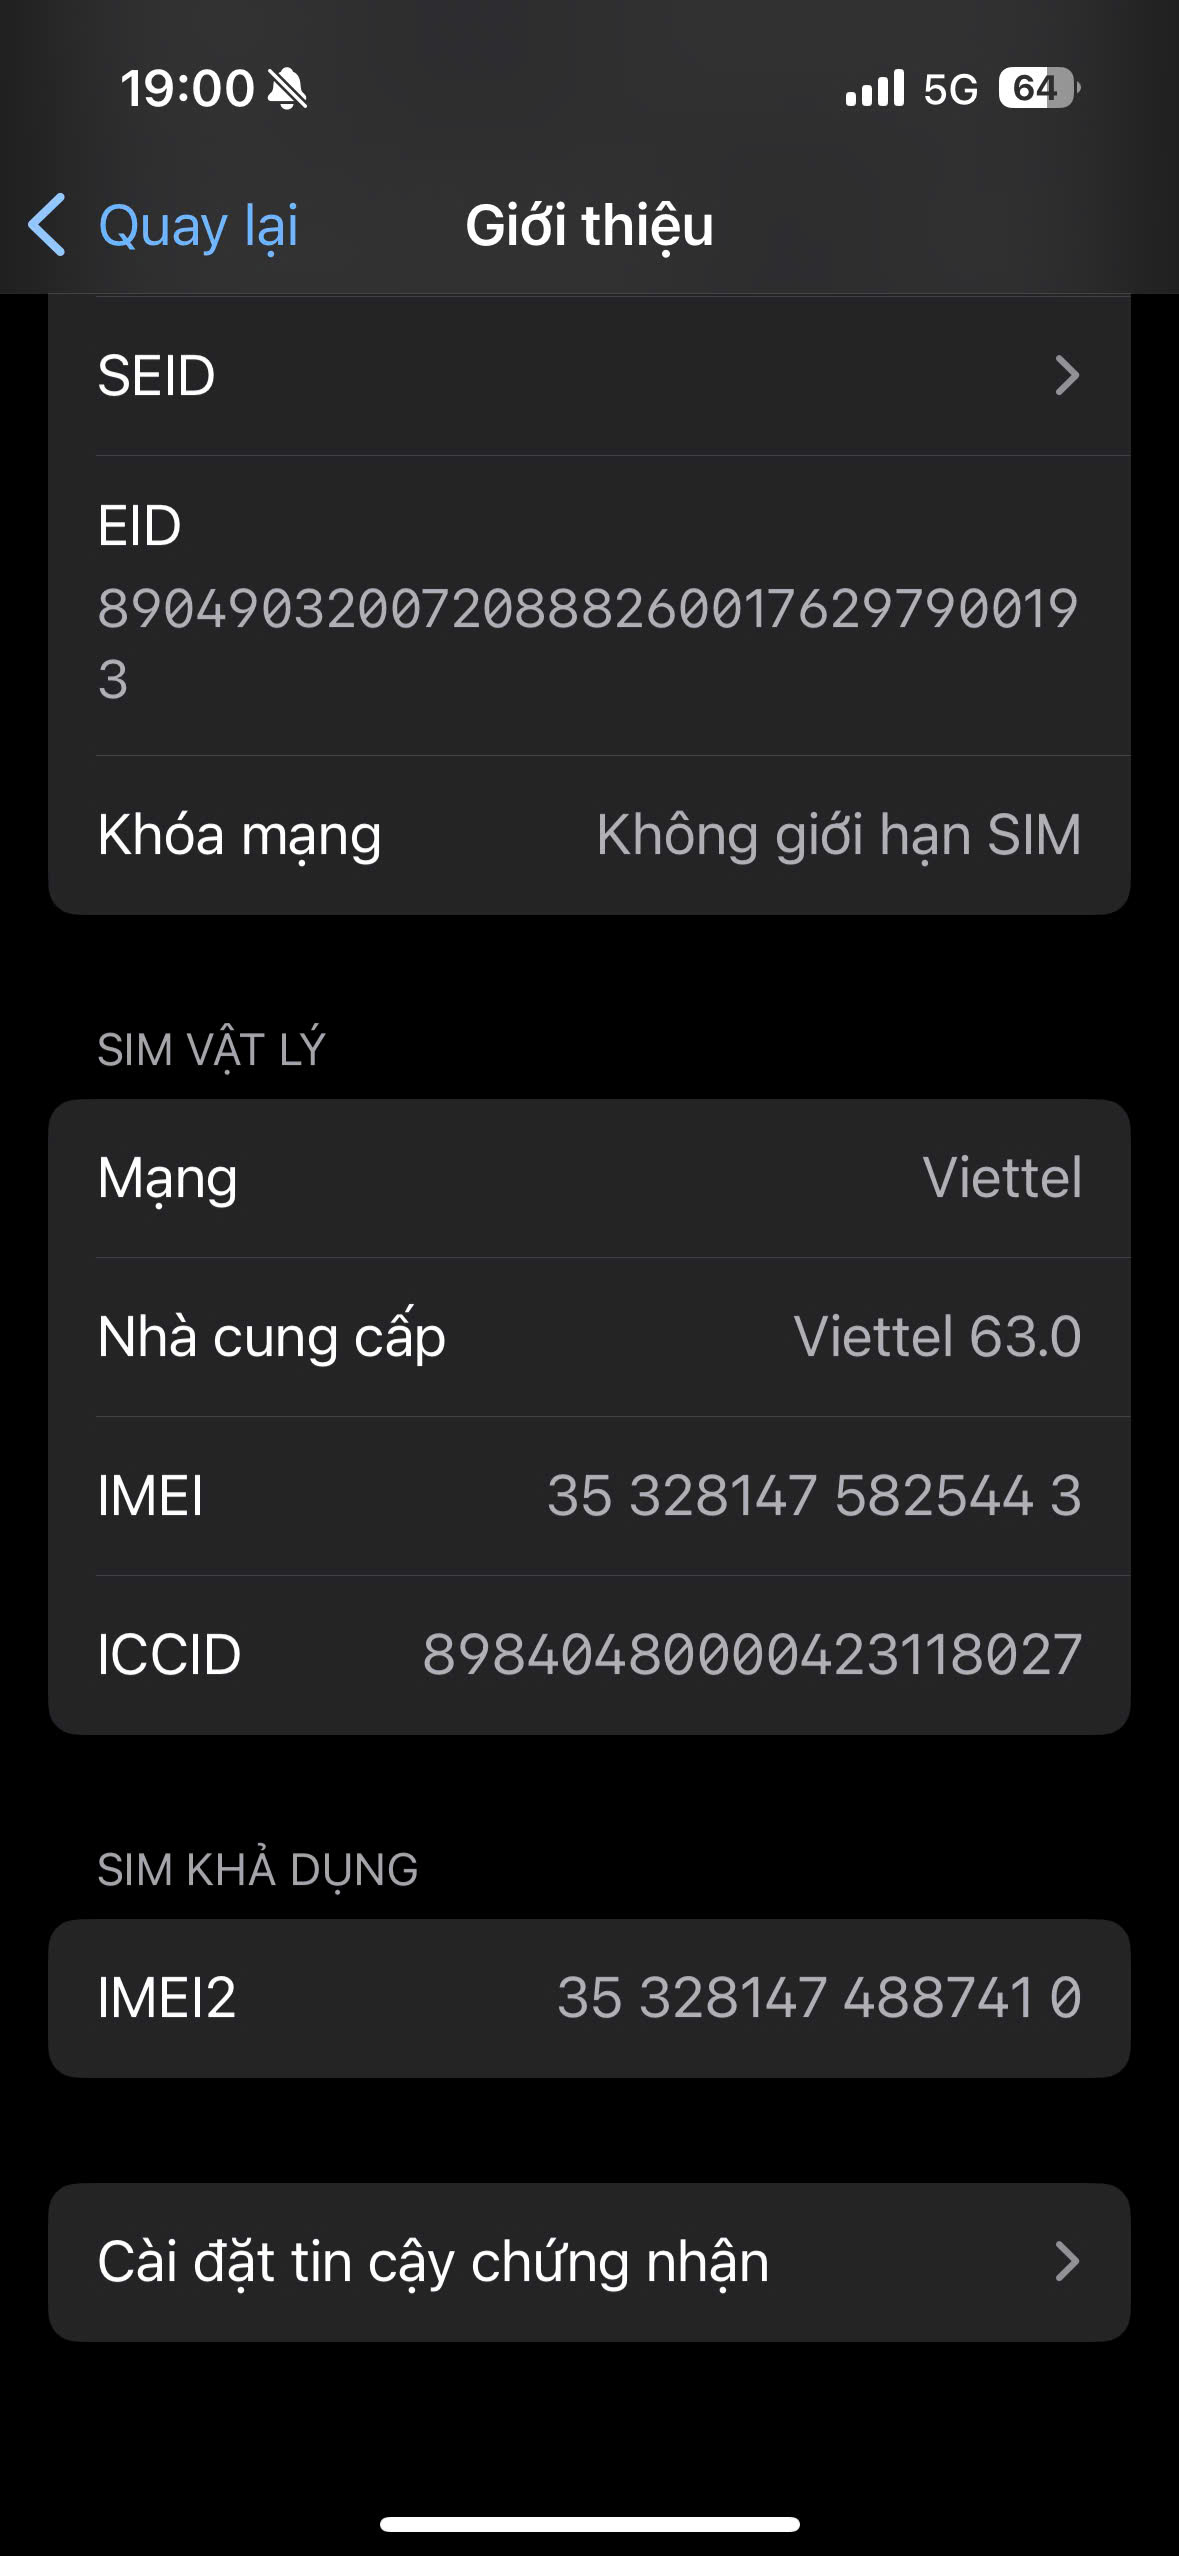 19:00 5G 64
Quay lại Giới thiệu
SEID
EID
8904903200720888260017629790019
3
Khóa mạng Không giới hạn SIM
SIM VẬT LÝ
Mạng Viettel
Nhà cung cấp Viettel 63.0
IMEI 35 328147 582544 3
ICCID 89840480000423118027
SIM KHẢ DỤNG
IMEI2 35 328147 488741 0
Cài đặt tin cậy chứng nhận